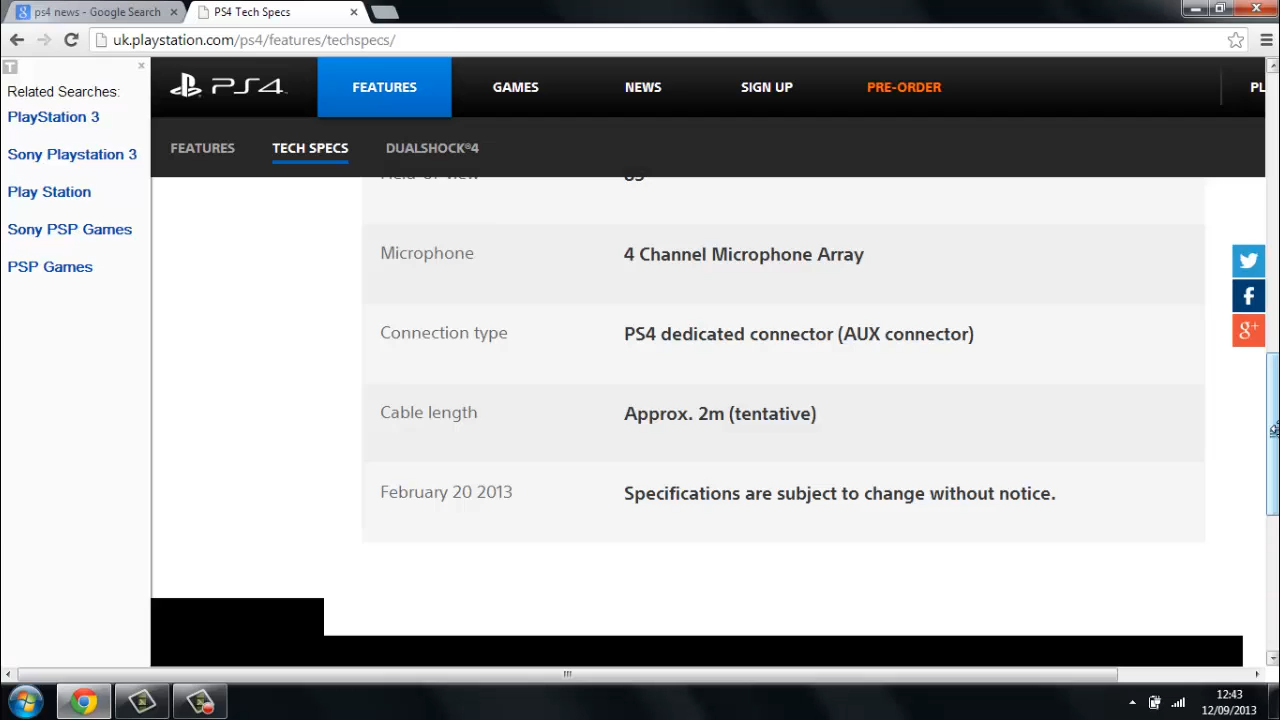 ps4 news - Google Search
PS4 Tech Specs
uk.playstation.com/ps4/features/techspecs/
T
Related Searches:
PlayStation 3
Sony Playstation 3
Play Station
Sony PSP Games
PSP Games
PS4
FEATURES
GAMES
NEWS
SIGN UP
PRE-ORDER
PL
FEATURES
TECH SPECS
DUALSHOCK®4
Microphone
4 Channel Microphone Array
Connection type
PS4 dedicated connector (AUX connector)
Cable length
Approx. 2m (tentative)
February 20 2013
Specifications are subject to change without notice.
12:43
12/09/2013